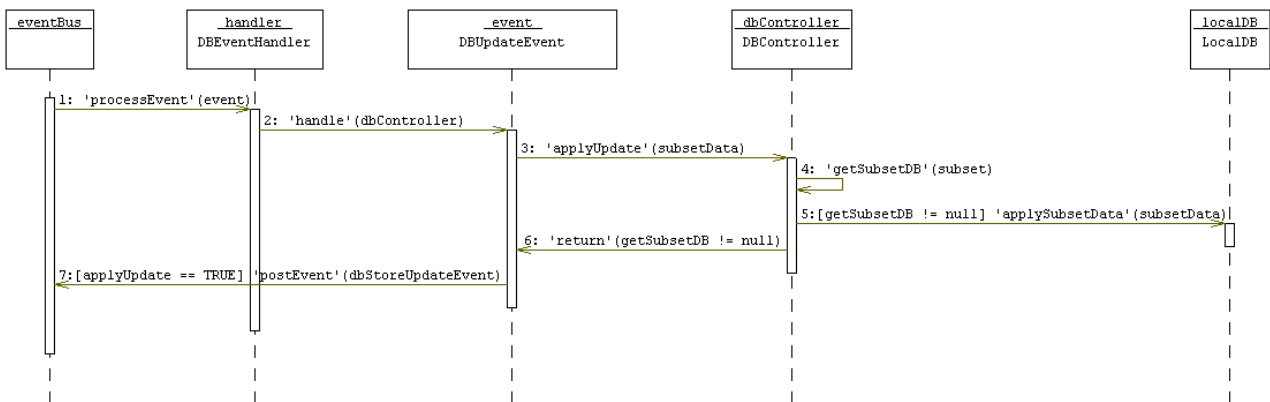 eventBus
handler
DBEventHandler
event
DBUpdateEvent
dbController
DBController
localDB
LocalDB
1: 'processEvent'(event)
2: 'handle'(dbController)
3: 'applyUpdate'(subsetData)
4: 'getSubsetDB'(subset)
5:[getSubsetDB != null] 'applySubsetData'(subsetData)
6: 'return'(getSubsetDB != null)
7:[applyUpdate == TRUE] 'postEvent'(dbStoreUpdateEvent)